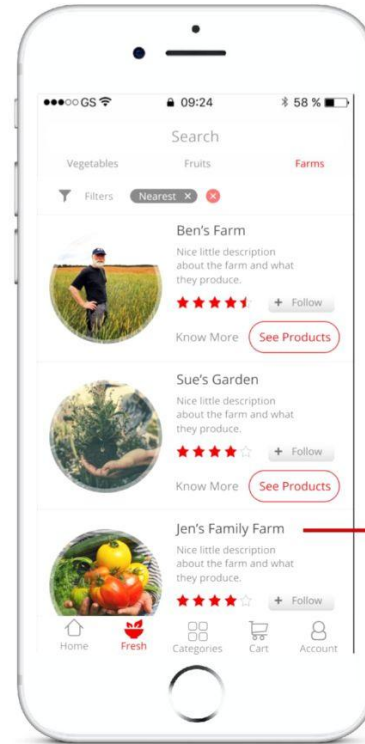 GS 09:24 58 %
Search
Vegetables Fruits Farms
Filters Nearest ×
Ben's Farm
Nice little description
about the farm and what
they produce.
+ Follow
Know More See Products
Sue's Garden
Nice little description
about the farm and what
they produce.
+ Follow
Know More See Products
Jen's Family Farm
Nice little description
about the farm and what
they produce.
+ Follow
Home Fresh Categories Cart Account